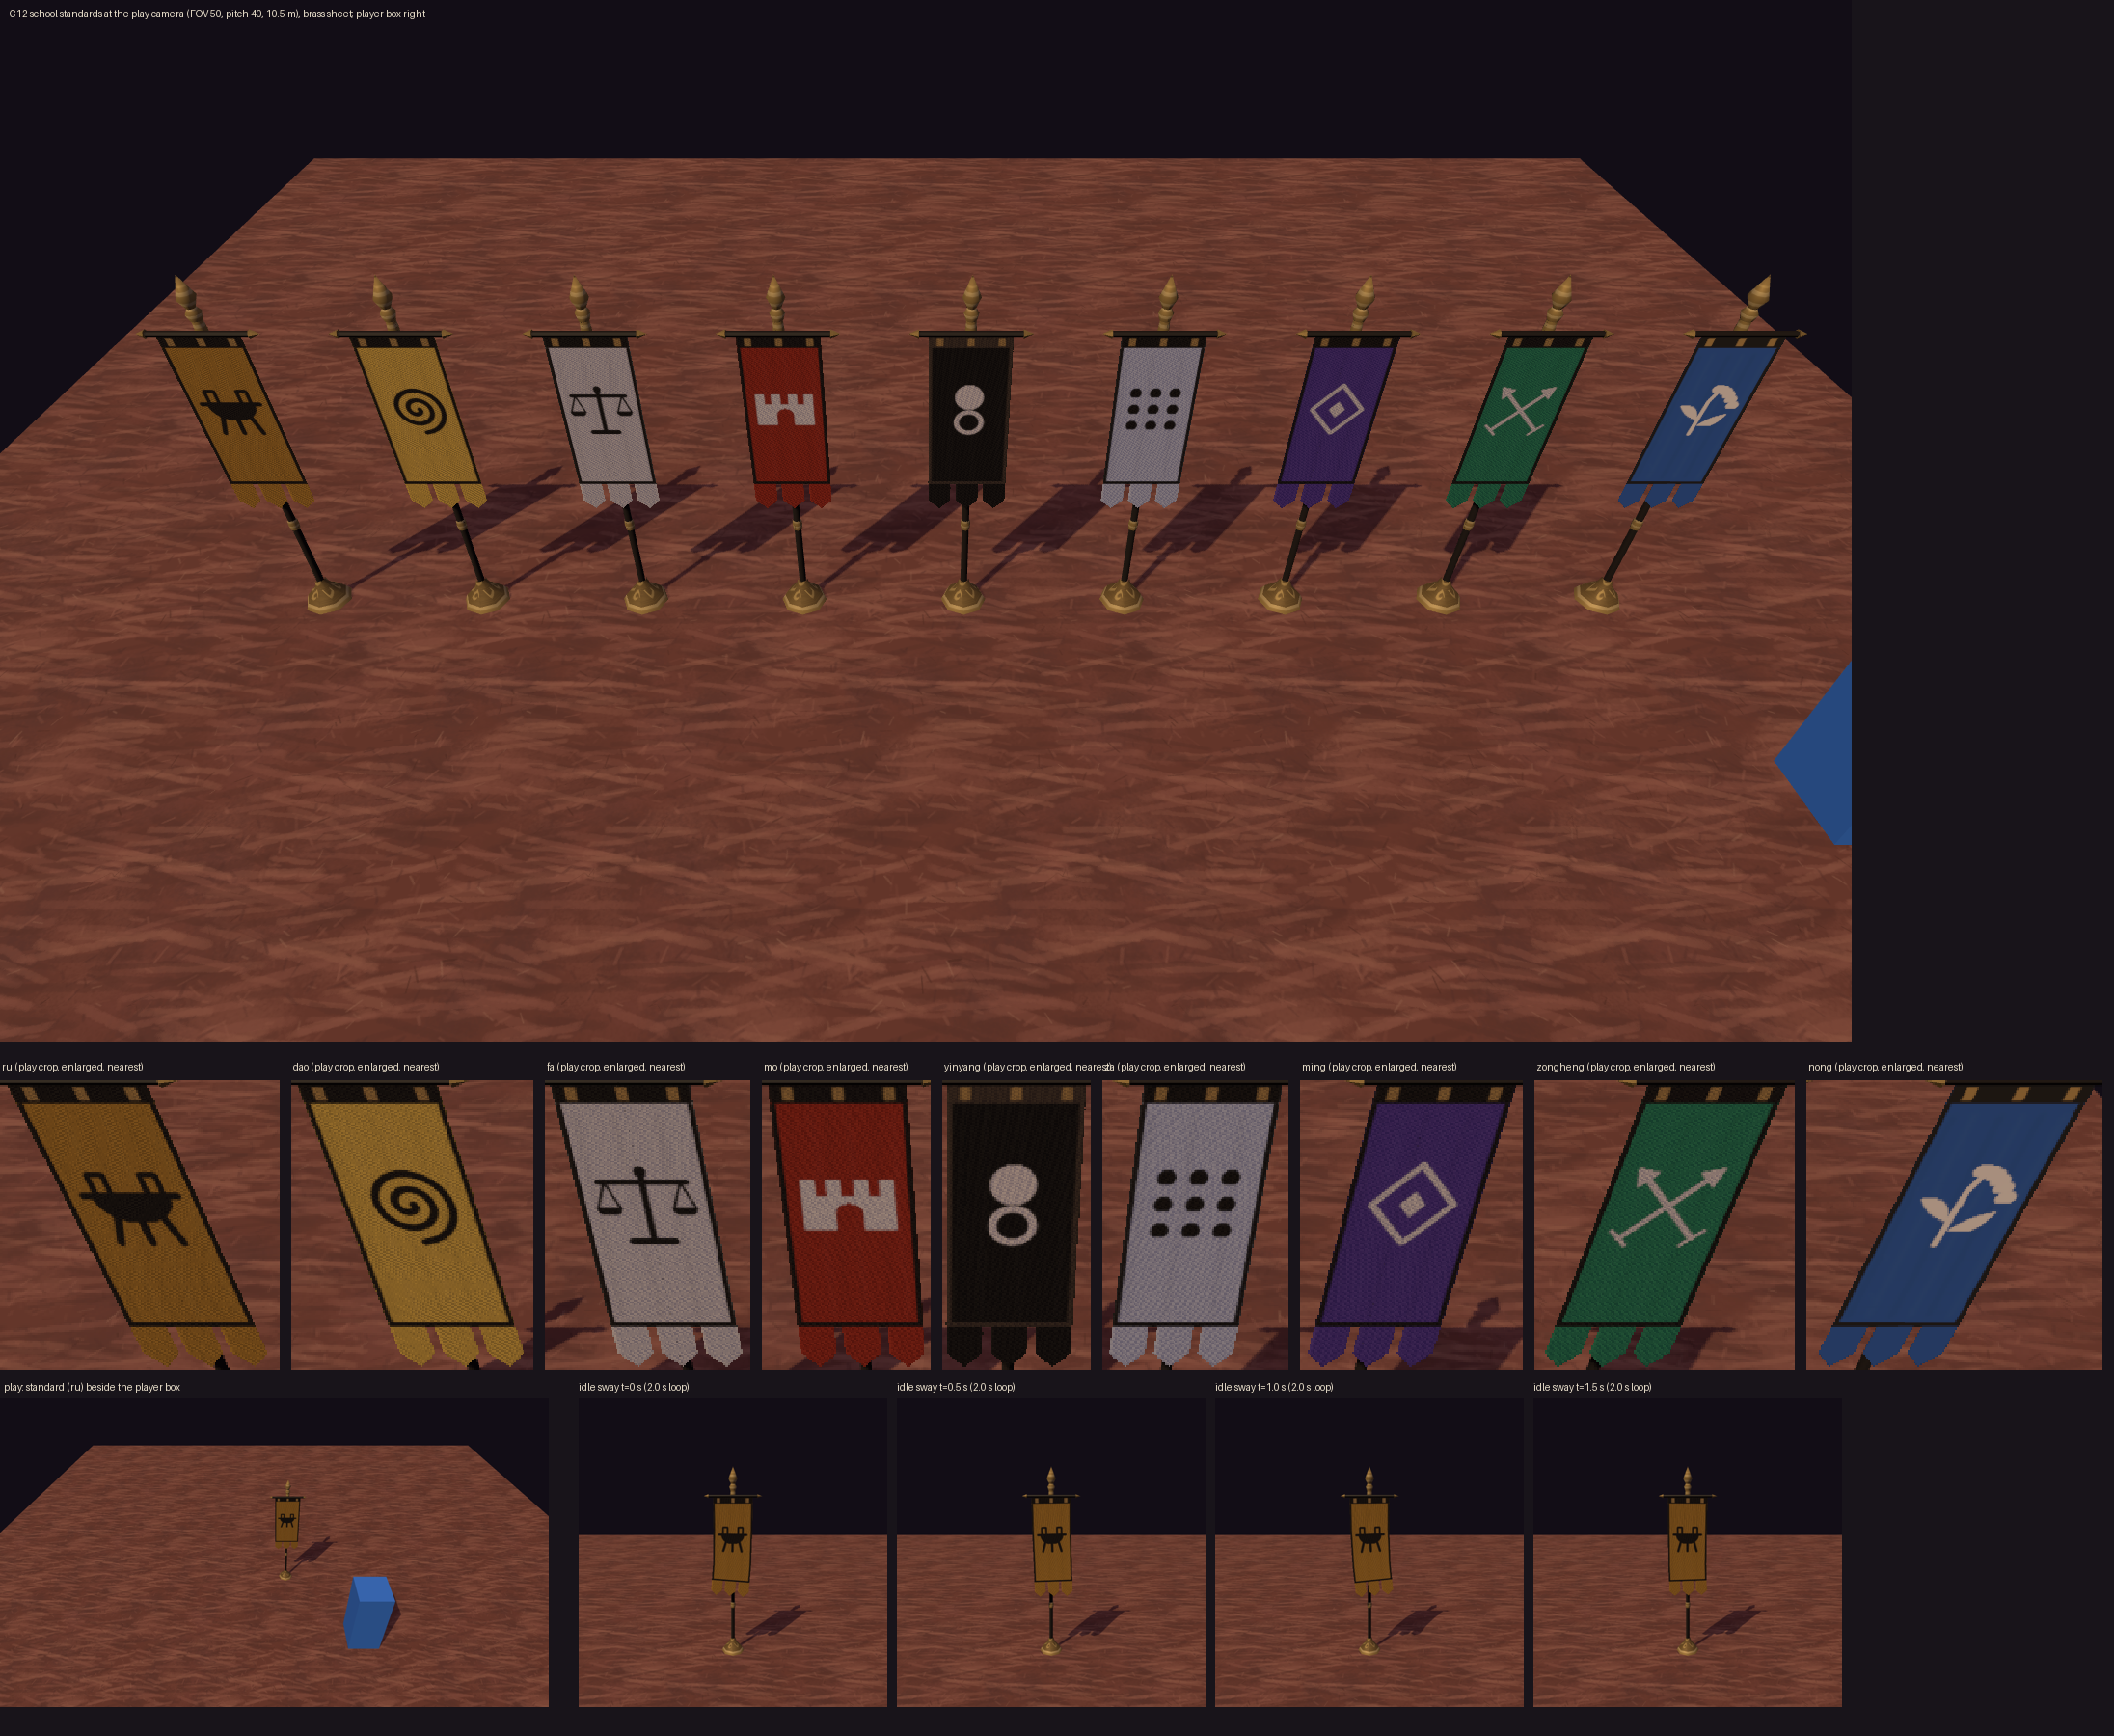 C12 school standards at the play camera (FOV 50, pitch 40, 10.5 m), brass sheet; player box right
ru (play crop, enlarged, nearest)
dao (play crop, enlarged, nearest)
fa (play crop, enlarged, nearest)
mo (play crop, enlarged, nearest)
yinyang (play crop, enlarged, nearest)
(play crop, enlarged, nearest)
ming (play crop, enlarged, nearest)
zongheng (play crop, enlarged, nearest)
nong (play crop, enlarged, nearest)
play: standard (ru) beside the player box
idle sway t=0 s (2.0 s loop)
idle sway t=0.5 s (2.0 s loop)
idle sway t=1.0 s (2.0 s loop)
idle sway t=1.5 s (2.0 s loop)